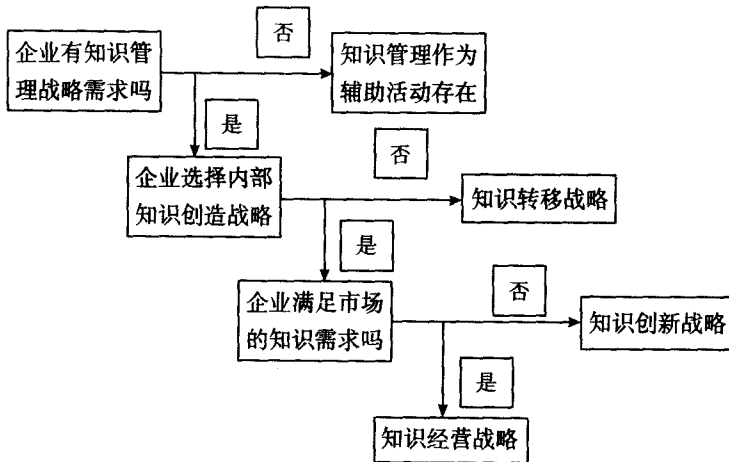 否
企业有知识管
理战略需求吗
知识管理作为
辅助活动存在
是
否
企业选择内部
知识创造战略
知识转移战略
是
企业满足市场
的知识需求吗
否
知识创新战略
是
知识经营战略